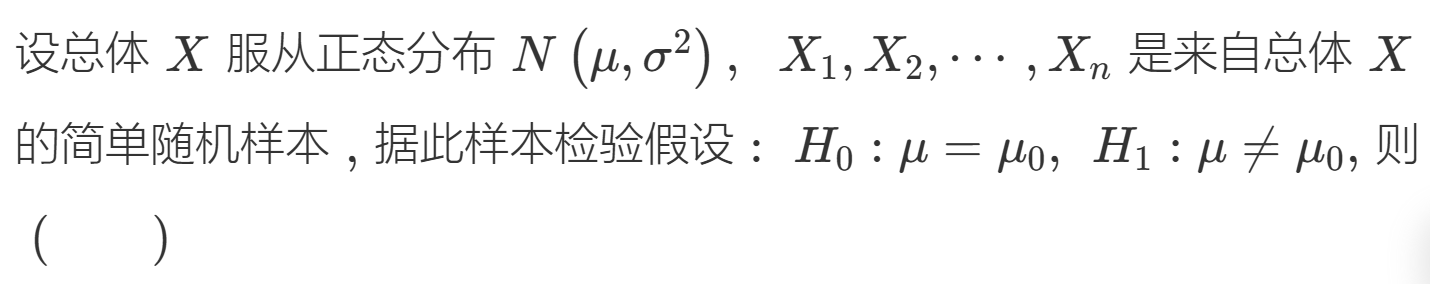 设总体 X 服从正态分布 N (μ, σ²) , X₁, X₂, ⋯ , Xₙ 是来自总体 X
的简单随机样本 , 据此样本检验假设 : H₀ : μ = μ₀, H₁ : μ ≠ μ₀, 则
( )